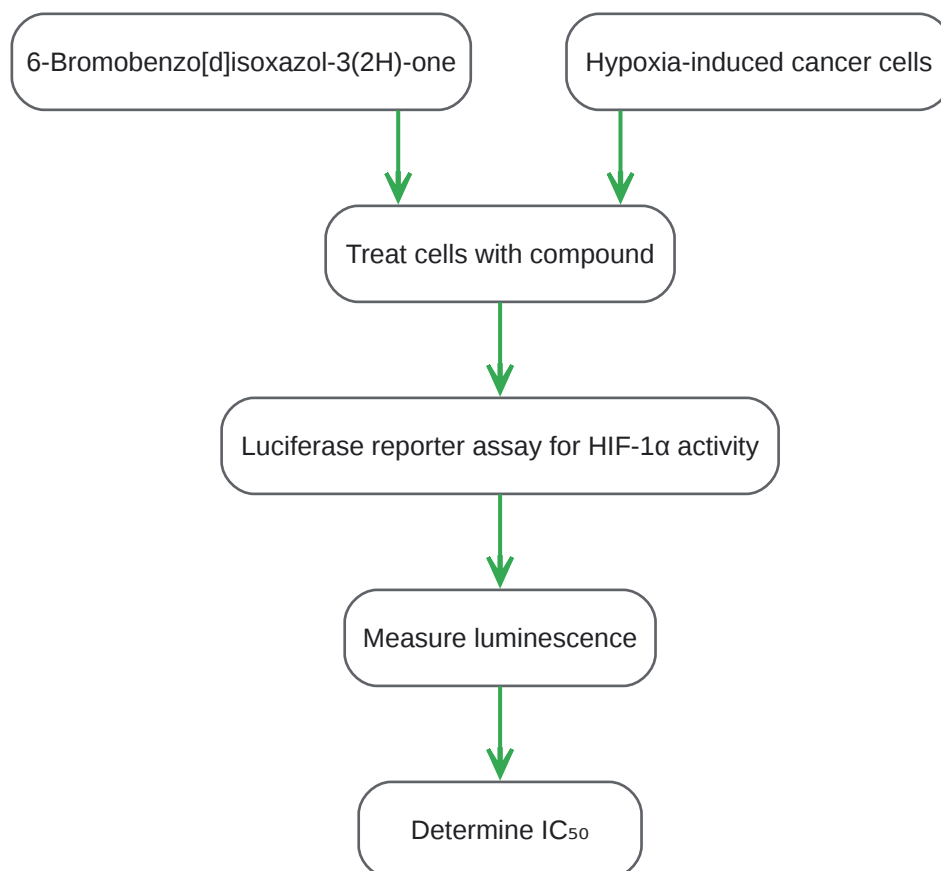 6-Bromobenzo[d]isoxazol-3(2H)-one
Hypoxia-induced cancer cells
Treat cells with compound
Luciferase reporter assay for HIF-1α activity
Measure luminescence
Determine IC₅₀